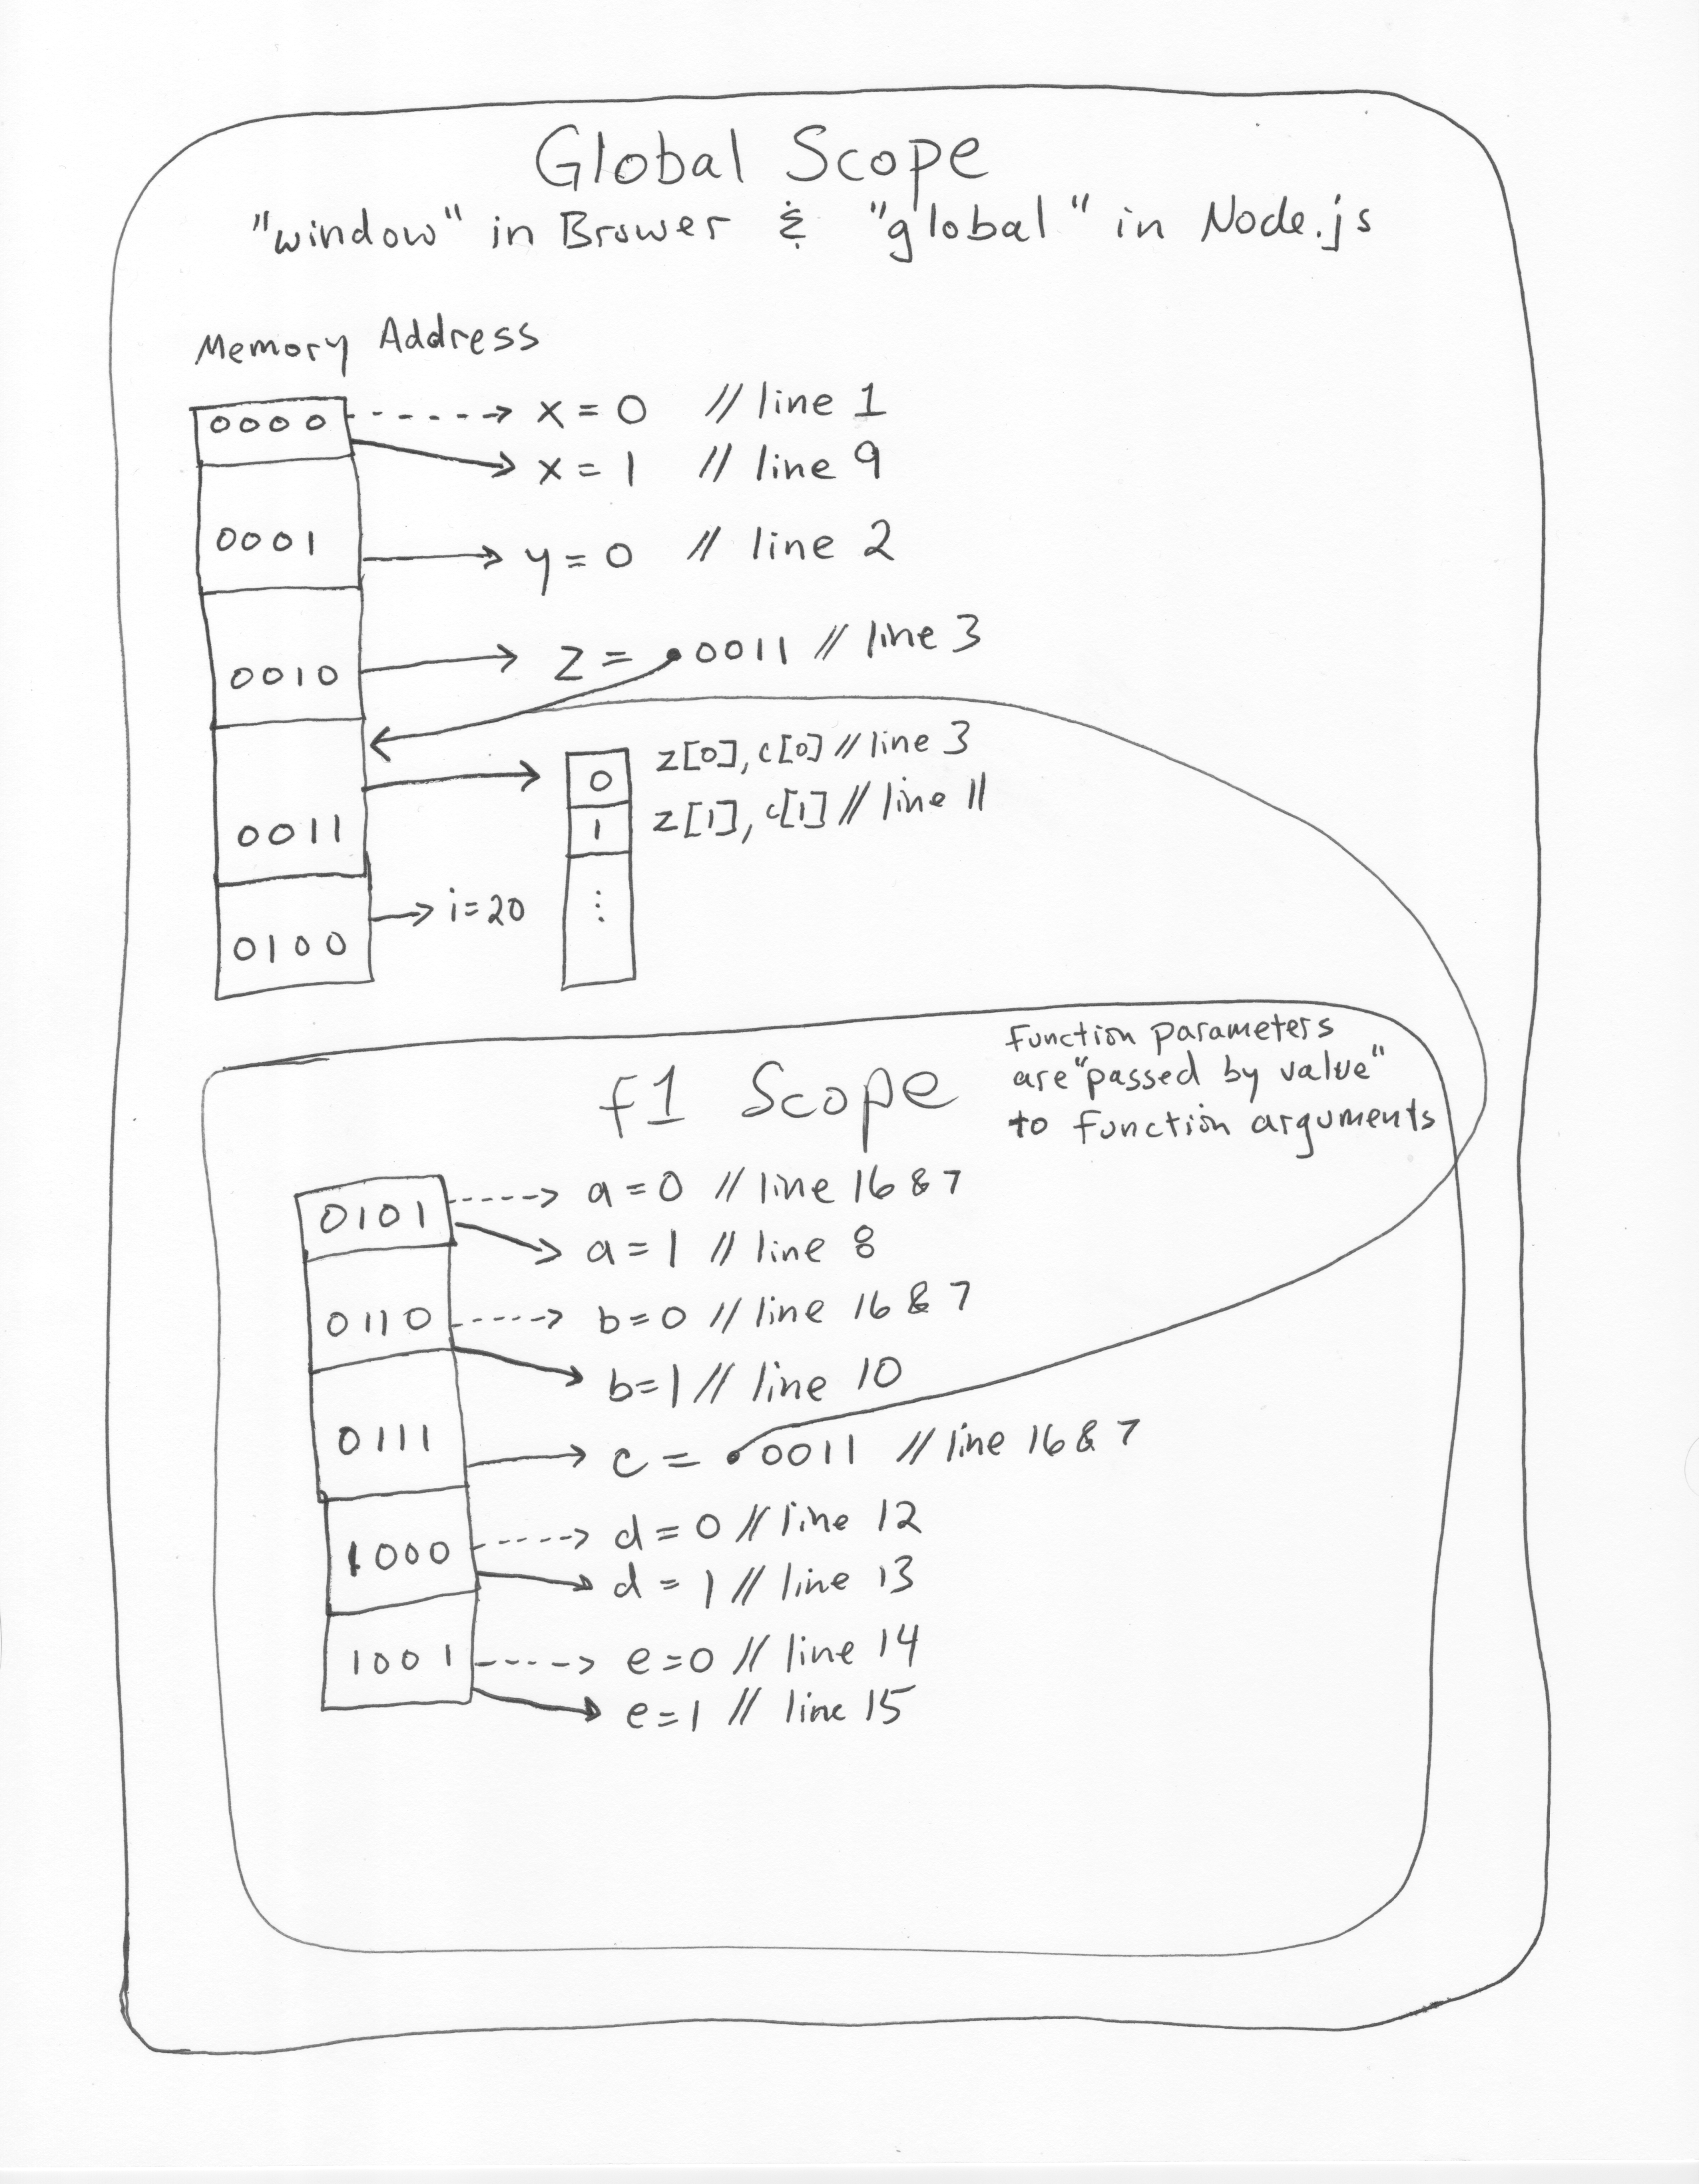 Global Scope
"window" in Brower & "global" in Node.js
Memory Address
0000 x = 0 // line 1
x = 1 // line 9
0001 y = 0 // line 2
0010 z = 0011 // line 3
0 z[0], c[0] // line 3
0011 1 z[1], c[1] // line 11
0100 i=20 ⋮
Function parameters
are "passed by value"
to function arguments
f1 Scope
0101 a = 0 // line 16 & 7
a = 1 // line 8
0110 b = 0 // line 16 & 7
b=1 // line 10
0111 c = 0011 // line 16 & 7
1000 d = 0 // line 12
d = 1 // line 13
1001 e=0 // line 14
e=1 // line 15